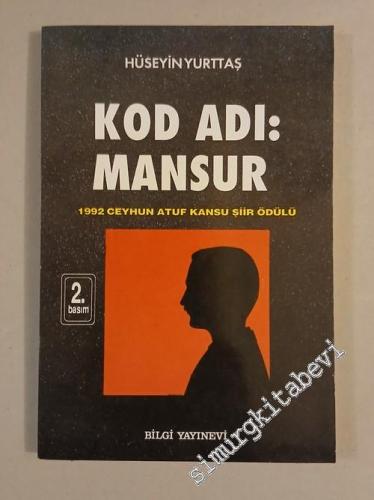 HÜSEYİN YURTTAŞ
KOD ADI:
MANSUR
1992 CEYHUN ATUF KANSU ŞİİR ÖDÜLÜ
2.
basım
BİLGİ YAYINEVİ
simurgkitabevi